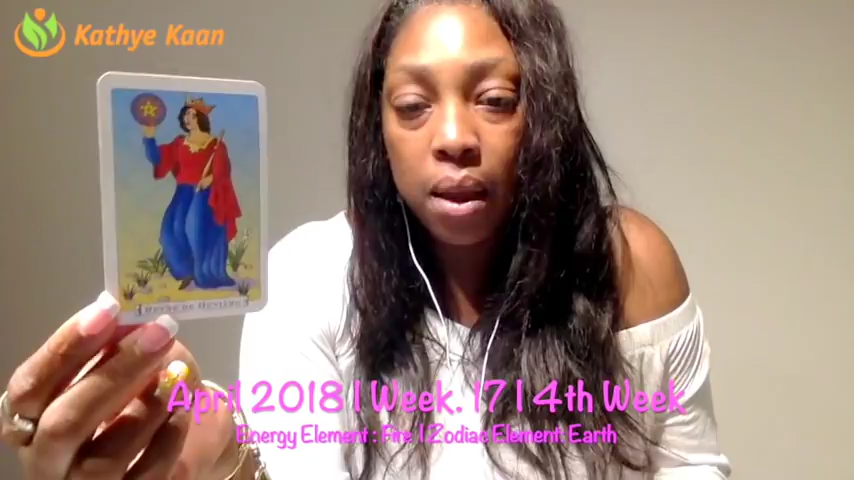 Kathye Kaan
April 2018 | Week. 17 | 4th Week
Energy Element : Fire | Zodiac Element: Earth